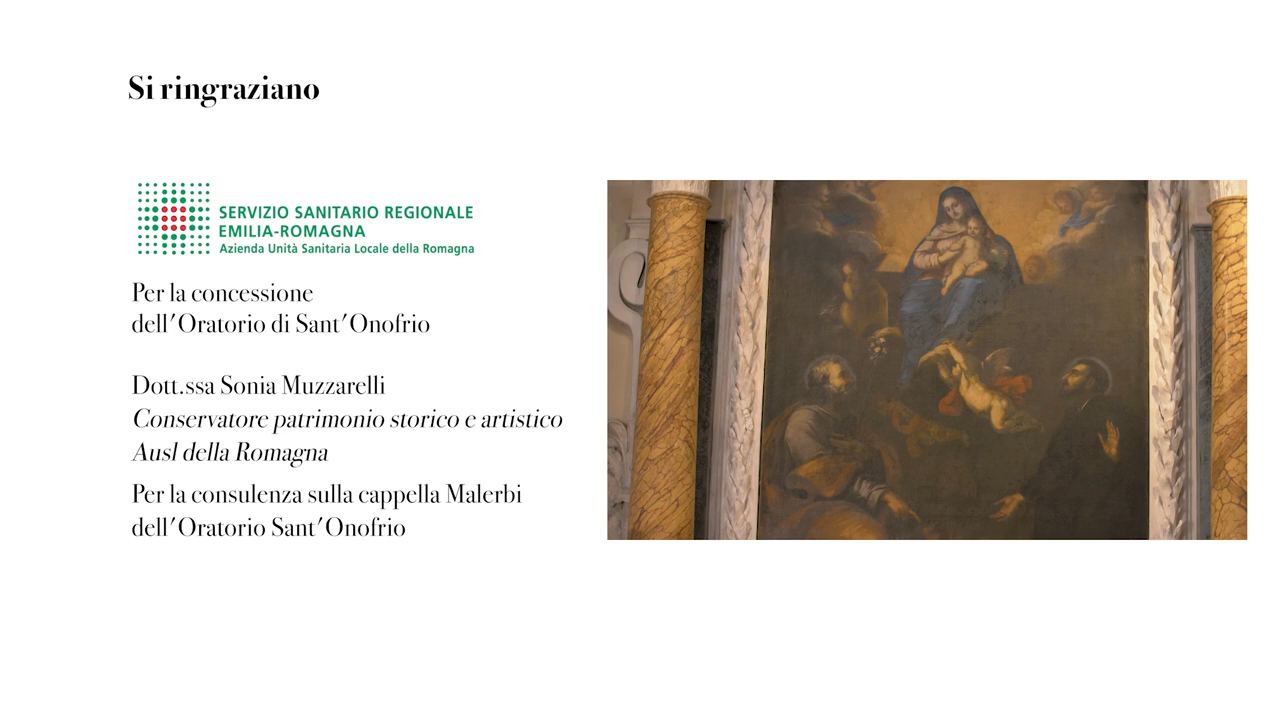 Si ringraziano
SERVIZIO SANITARIO REGIONALE
EMILIA-ROMAGNA
Azienda Unità Sanitaria Locale della Romagna
Per la concessione
dell'Oratorio di Sant'Onofrio
Dott.ssa Sonia Muzzarelli
Conservatore patrimonio storico e artistico
Ausl della Romagna
Per la consulenza sulla cappella Malerbi
dell'Oratorio Sant'Onofrio